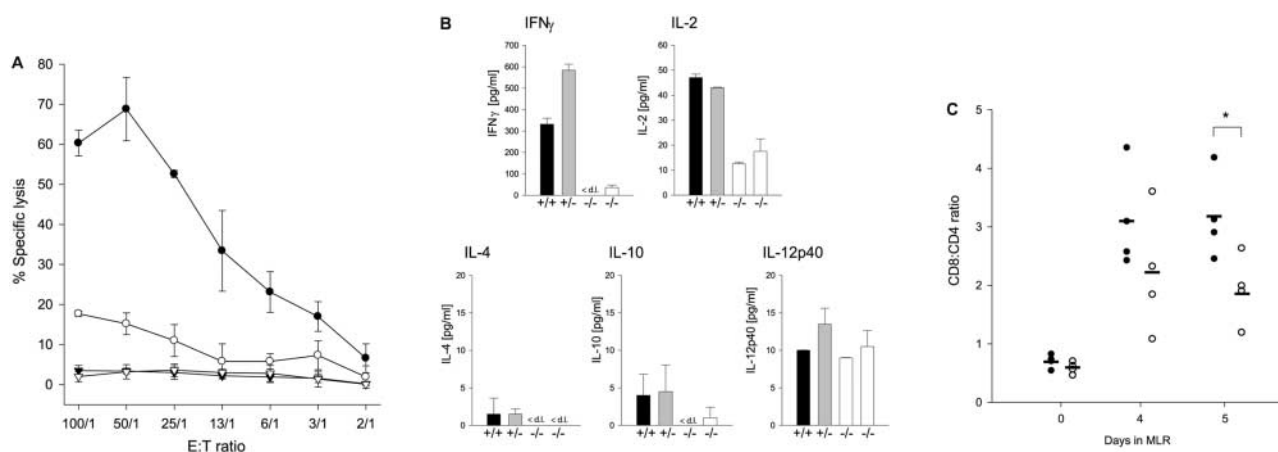 A
% Specific lysis
80
70
60
50
40
30
20
10
0
100/1 50/1 25/1 13/1 6/1 3/1 2/1
E:T ratio
B
IFNγ
IFNγ [pg/ml]
700
600
500
400
300
200
100
0
< d.l.
+/+ +/- -/- -/-
IL-2
IL-2 [pg/ml]
60
50
40
30
20
10
0
+/+ +/- -/- -/-
IL-4
IL-4 [pg/ml]
20
15
10
5
0
< d.l. < d.l.
+/+ +/- -/- -/-
IL-10
IL-10 [pg/ml]
20
15
10
5
0
< d.l.
+/+ +/- -/- -/-
IL-12p40
IL-12p40 [pg/ml]
20
15
10
5
0
+/+ +/- -/- -/-
C
CD8:CD4 ratio
5
4
3
2
1
0
*
0 4 5
Days in MLR